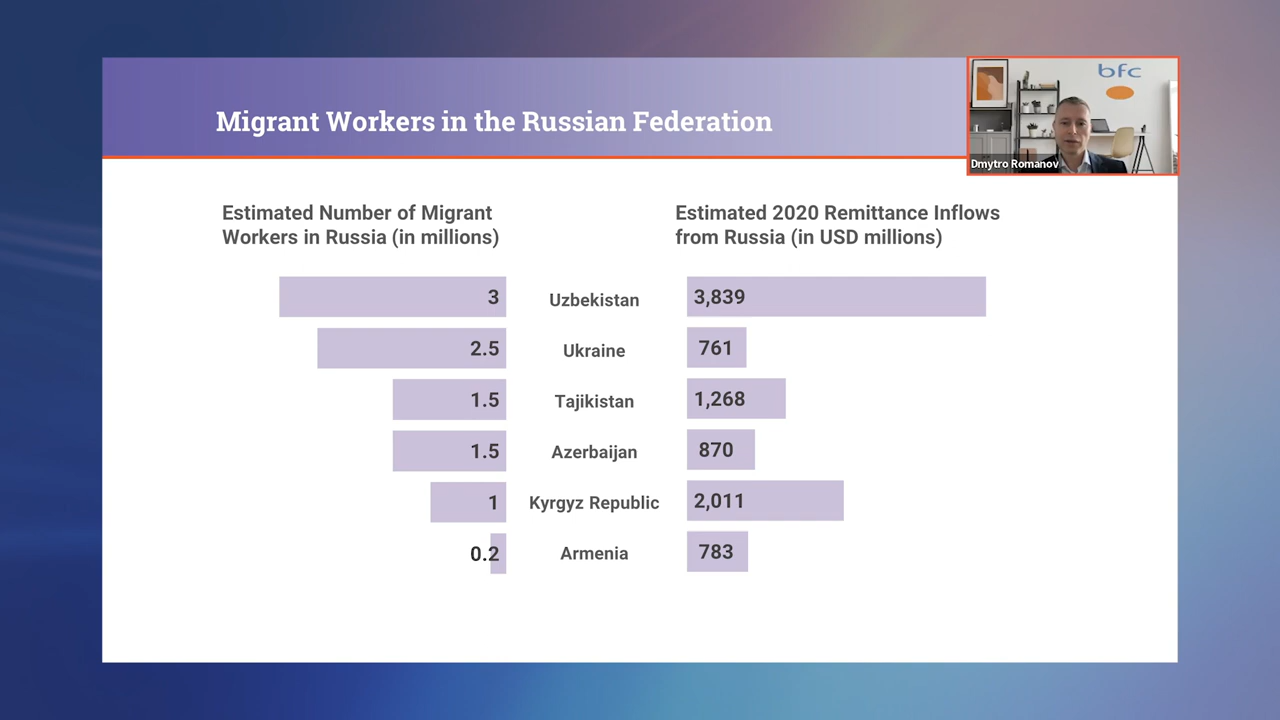 Migrant Workers in the Russian Federation
bfc
Dmytro Romanov
Estimated Number of Migrant
Workers in Russia (in millions)
Estimated 2020 Remittance Inflows
from Russia (in USD millions)
3 Uzbekistan 3,839
2.5 Ukraine 761
1.5 Tajikistan 1,268
1.5 Azerbaijan 870
1 Kyrgyz Republic 2,011
0.2 Armenia 783